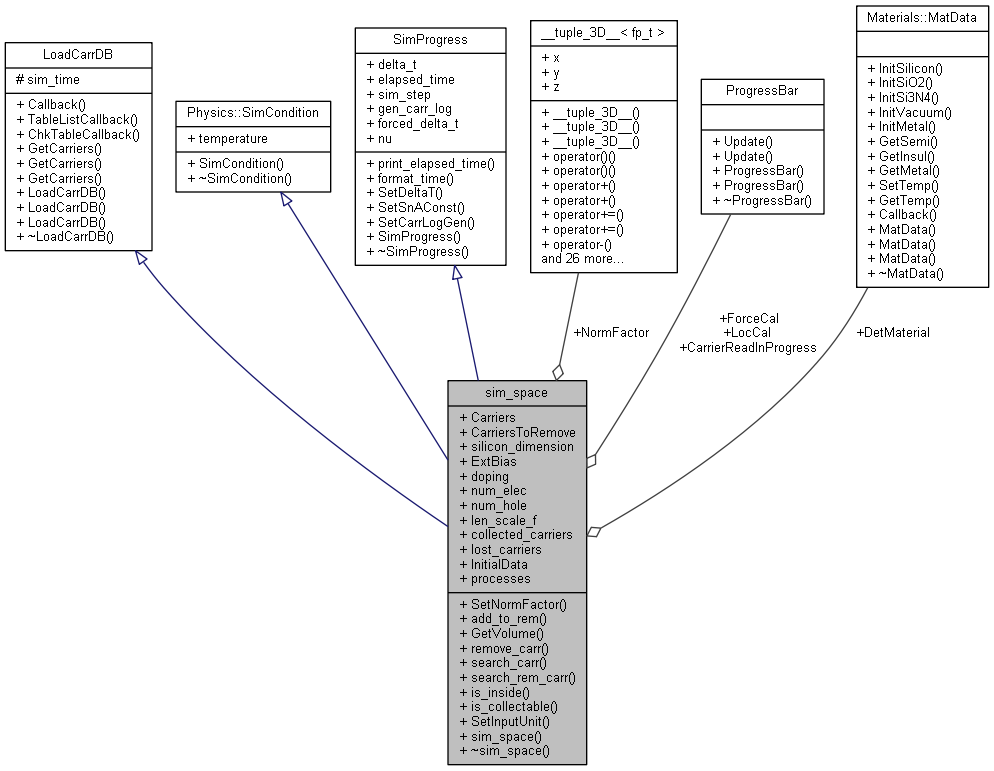 LoadCarrDB
# sim_time
+ Callback()
+ TableListCallback()
+ ChkTableCallback()
+ GetCarriers()
+ GetCarriers()
+ GetCarriers()
+ LoadCarrDB()
+ LoadCarrDB()
+ LoadCarrDB()
+ ~LoadCarrDB()
Physics::SimCondition
+ temperature
+ SimCondition()
+ ~SimCondition()
SimProgress
+ delta_t
+ elapsed_time
+ sim_step
+ gen_carr_log
+ forced_delta_t
+ nu
+ print_elapsed_time()
+ format_time()
+ SetDeltaT()
+ SetSnAConst()
+ SetCarrLogGen()
+ SimProgress()
+ ~SimProgress()
__tuple_3D__< fp_t >
+ x
+ y
+ z
+ __tuple_3D__()
+ __tuple_3D__()
+ __tuple_3D__()
+ operator()()
+ operator()()
+ operator+()
+ operator+()
+ operator+=()
+ operator+=()
+ operator-()
and 26 more...
ProgressBar
+ Update()
+ Update()
+ ProgressBar()
+ ProgressBar()
+ ~ProgressBar()
Materials::MatData
+ InitSilicon()
+ InitSiO2()
+ InitSi3N4()
+ InitVacuum()
+ InitMetal()
+ GetSemi()
+ GetInsul()
+ GetMetal()
+ SetTemp()
+ GetTemp()
+ Callback()
+ MatData()
+ MatData()
+ MatData()
+ ~MatData()
+NormFactor
+ForceCal
+LocCal
+CarrierReadInProgress
+DetMaterial
sim_space
+ Carriers
+ CarriersToRemove
+ silicon_dimension
+ ExtBias
+ doping
+ num_elec
+ num_hole
+ len_scale_f
+ collected_carriers
+ lost_carriers
+ InitialData
+ processes
+ SetNormFactor()
+ add_to_rem()
+ GetVolume()
+ remove_carr()
+ search_carr()
+ search_rem_carr()
+ is_inside()
+ is_collectable()
+ SetInputUnit()
+ sim_space()
+ ~sim_space()